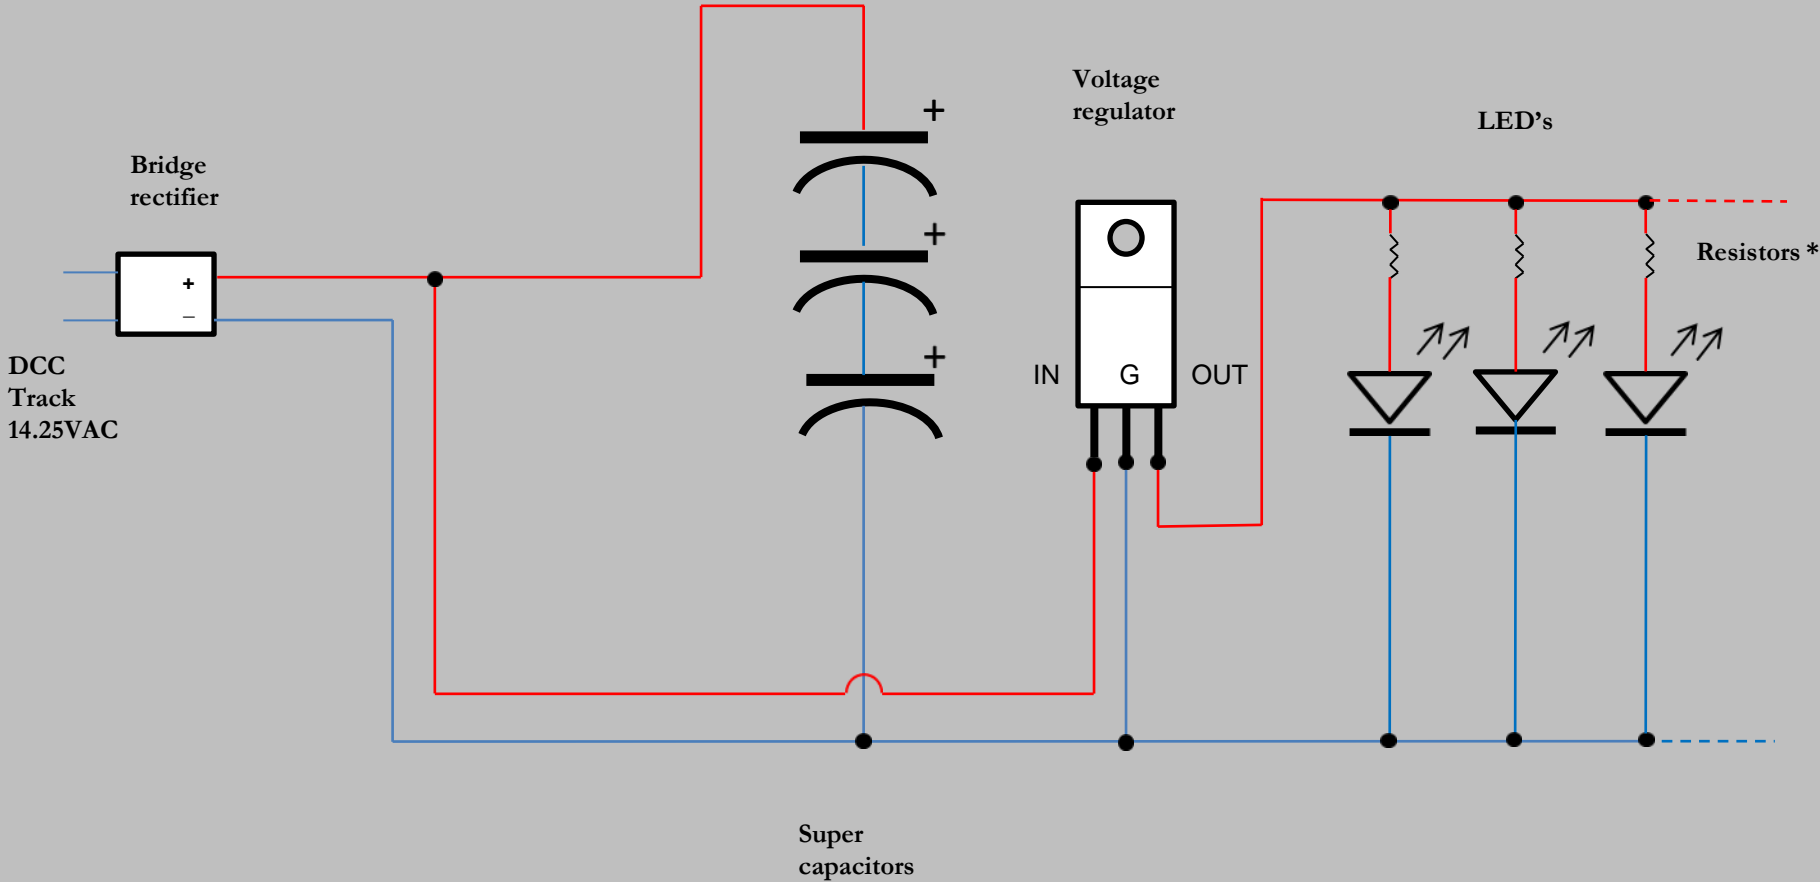 Voltage
regulator
LED's
Bridge
rectifier
+
+
+
+
–
Resistors *
DCC
Track
14.25VAC
IN
G
OUT
Super
capacitors